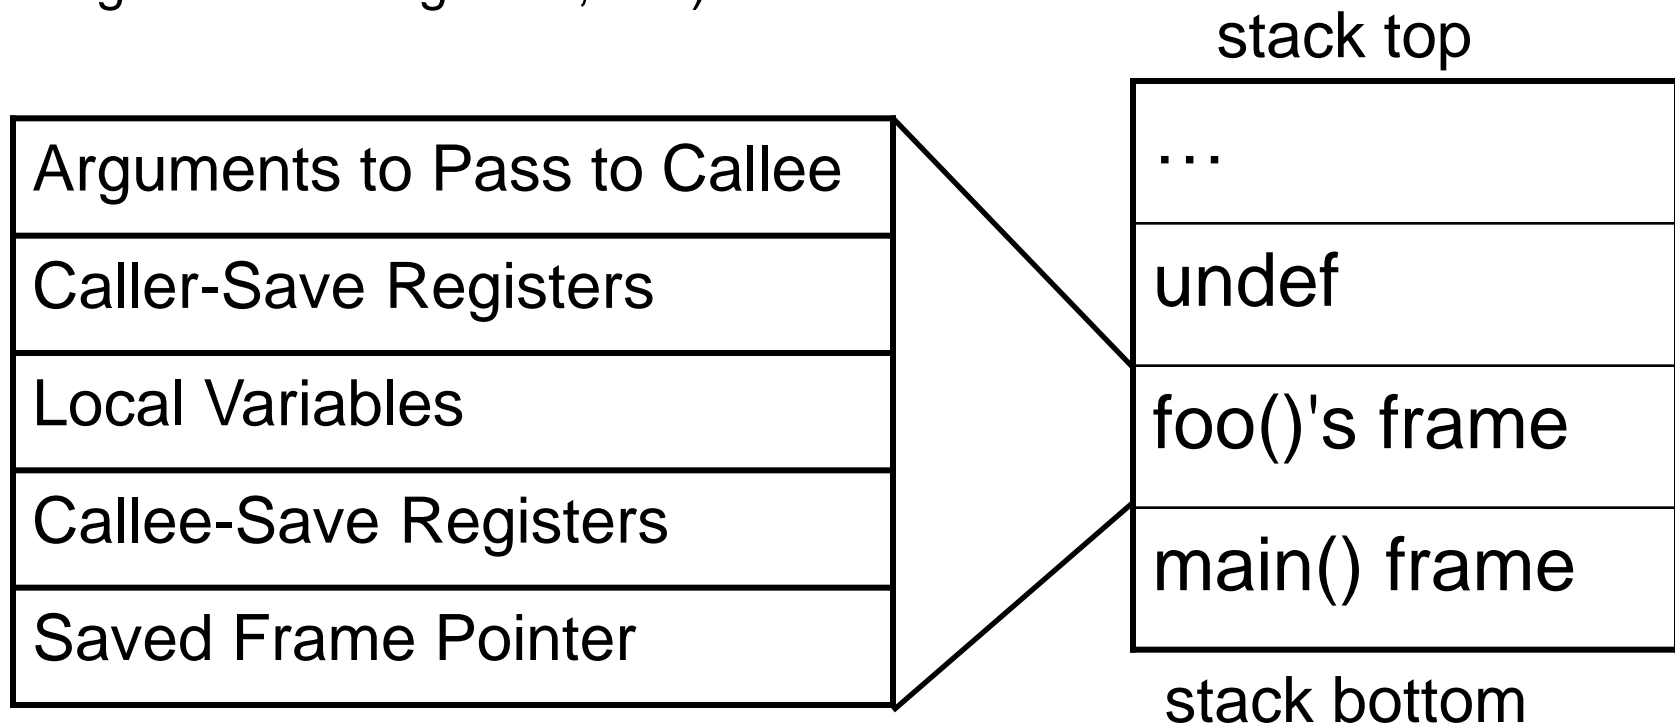 stack top
Arguments to Pass to Callee
Caller-Save Registers
Local Variables
Callee-Save Registers
Saved Frame Pointer
…
undef
foo()'s frame
main() frame
stack bottom